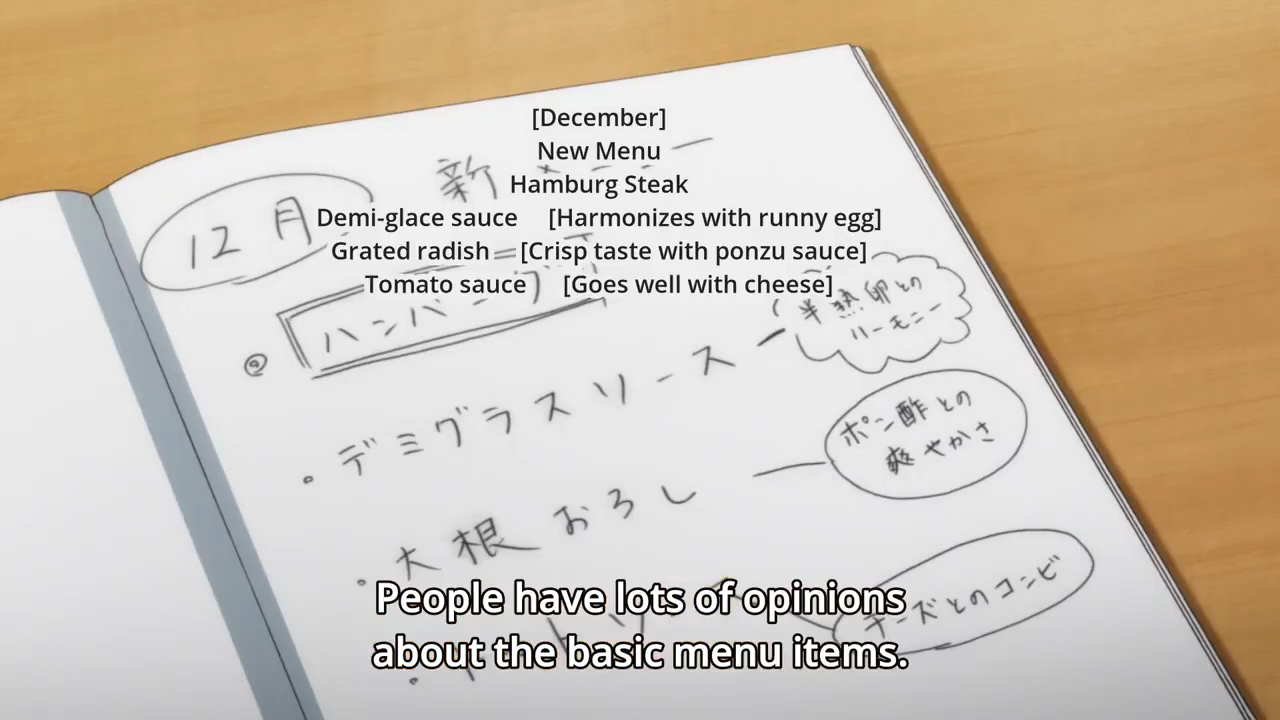 [December]
New Menu
Hamburg Steak
Demi-glace sauce [Harmonizes with runny egg]
Grated radish [Crisp taste with ponzu sauce]
Tomato sauce [Goes well with cheese]
12月
新
ハンバーグ
半熟卵との
ハーモニー
デミグラスソース
ポン酢との
爽やかさ
大根おろし
チーズとのコンビ
People have lots of opinions
about the basic menu items.